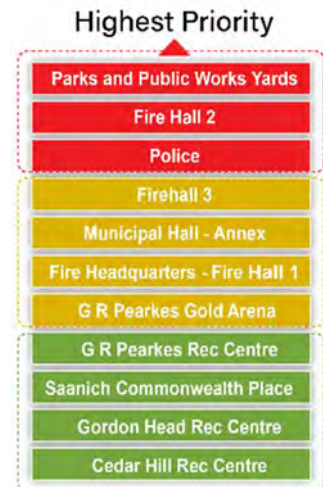 Highest Priority
Parks and Public Works Yards
Fire Hall 2
Police
Firehall 3
Municipal Hall - Annex
Fire Headquarters - Fire Hall 1
G R Pearkes Gold Arena
G R Pearkes Rec Centre
Saanich Commonwealth Place
Gordon Head Rec Centre
Cedar Hill Rec Centre